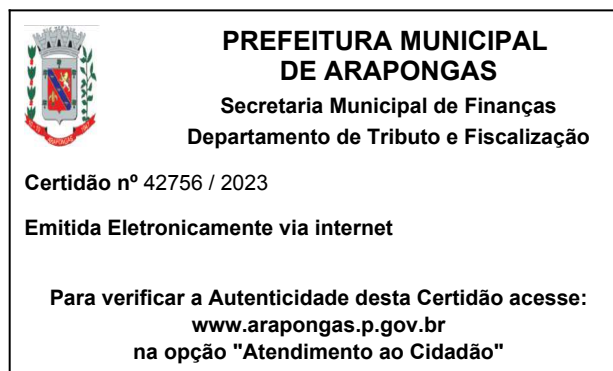 PREFEITURA MUNICIPAL
DE ARAPONGAS
Secretaria Municipal de Finanças
Departamento de Tributo e Fiscalização
Certidão nº 42756 / 2023
Emitida Eletronicamente via internet
Para verificar a Autenticidade desta Certidão acesse:
www.arapongas.p.gov.br
na opção "Atendimento ao Cidadão"
ARAPONGAS